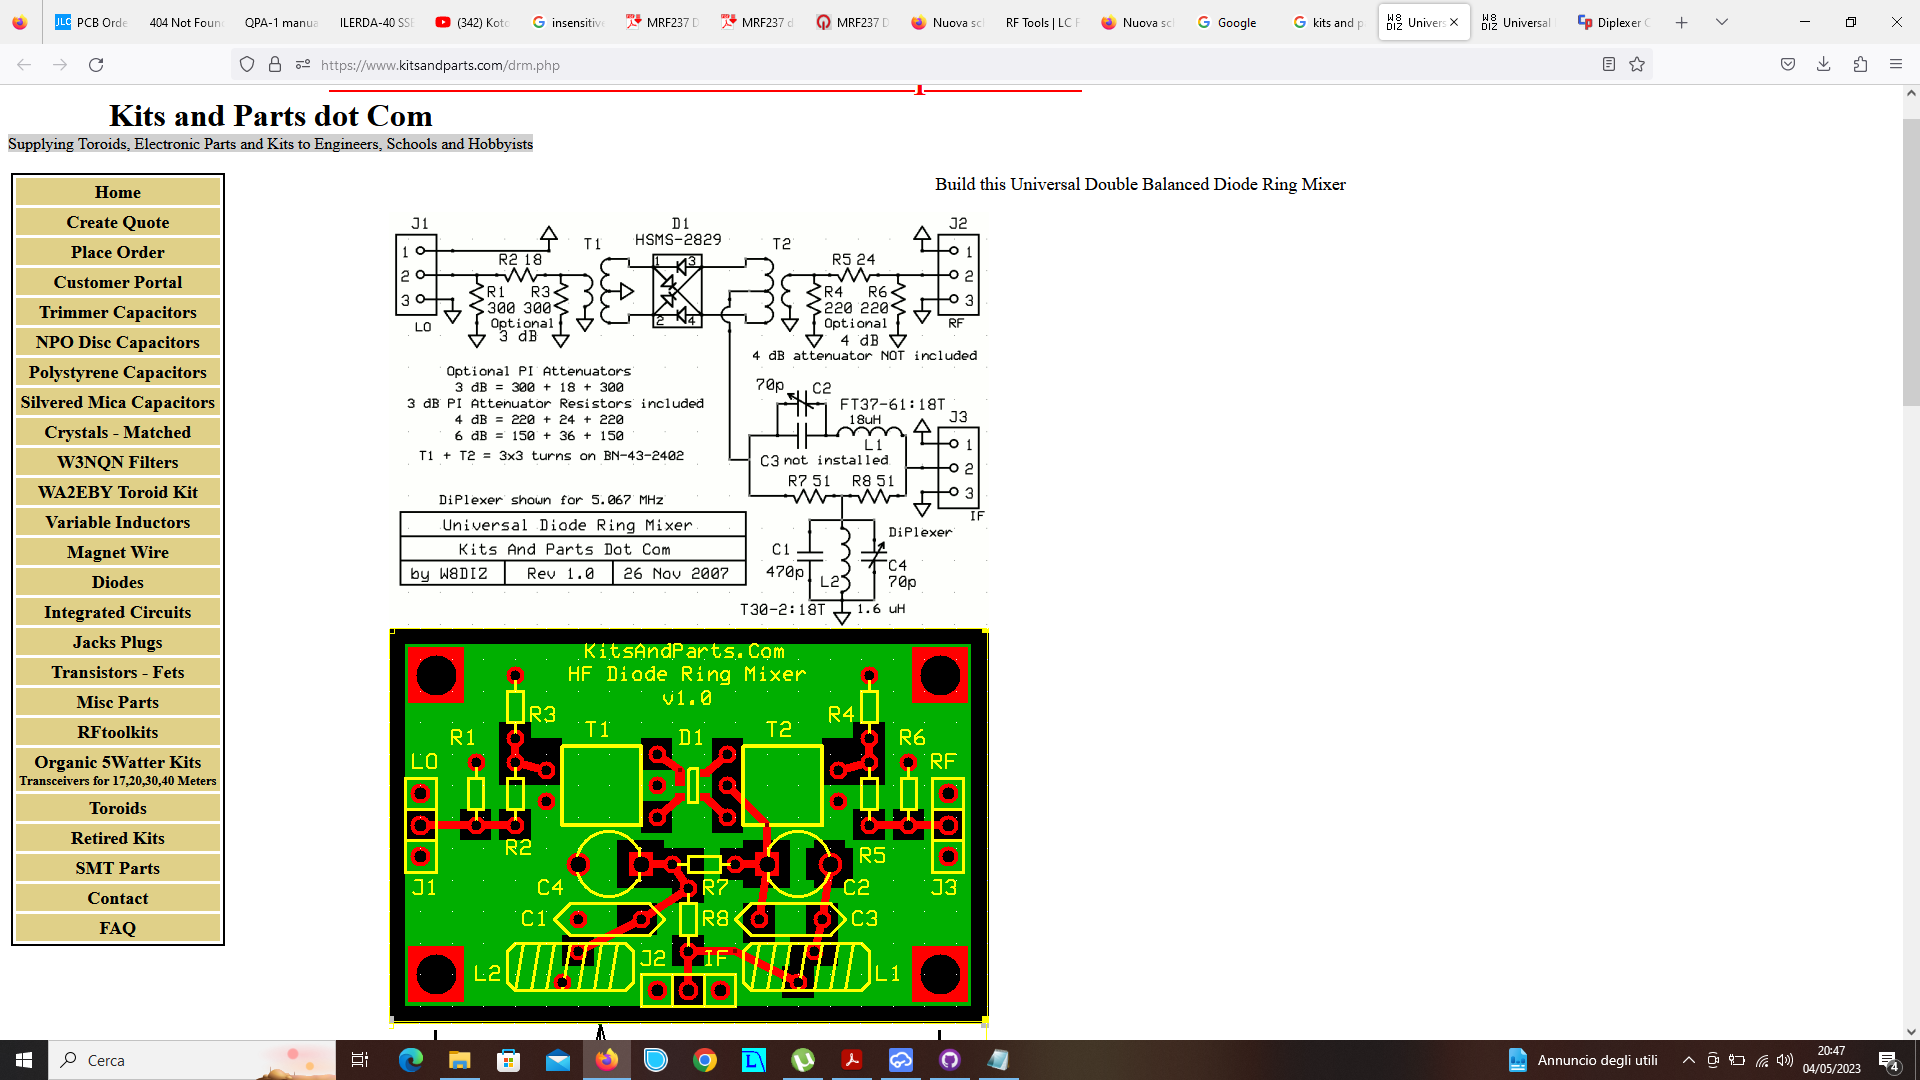 JLC PCB Orde
404 Not Foun
QPA-1 manua
ILERDA-40 SSB
(342) Koto
insensitive
MRF237 D
MRF237 d
MRF237 D
Nuova sc
RF Tools | LC F
Nuova sc
Google
kits and p
W8 DIZ Univers
W8 DIZ Universal
Diplexer C
https://www.kitsandparts.com/drm.php
Kits and Parts dot Com
Supplying Toroids, Electronic Parts and Kits to Engineers, Schools and Hobbyists
Home
Create Quote
Place Order
Customer Portal
Trimmer Capacitors
NPO Disc Capacitors
Polystyrene Capacitors
Silvered Mica Capacitors
Crystals - Matched
W3NQN Filters
WA2EBY Toroid Kit
Variable Inductors
Magnet Wire
Diodes
Integrated Circuits
Jacks Plugs
Transistors - Fets
Misc Parts
RFtoolkits
Organic 5Watter Kits
Transceivers for 17,20,30,40 Meters
Toroids
Retired Kits
SMT Parts
Contact
FAQ
Build this Universal Double Balanced Diode Ring Mixer
J1
D1
J2
HSMS-2829
T1
T2
1
R2 18
1
3
R5 24
1
2
2
3
R1 R3
R4 R6
3
300 300
2
4
220 220
LO
Optional
Optional
RF
3 dB
4 dB
4 dB attenuator NOT included
Optional PI Attenuators
3 dB = 300 + 18 + 300
3 dB PI Attenuator Resistors included
4 dB = 220 + 24 + 220
6 dB = 150 + 36 + 150
T1 + T2 = 3x3 turns on BN-43-2402
70p
C2
FT37-61:18T
18uH
J3
L1
1
C3 not installed
2
R7 51
R8 51
3
IF
DiPlexer shown for 5.067 MHz
Universal Diode Ring Mixer
Kits And Parts Dot Com
by W8DIZ
Rev 1.0
26 Nov 2007
DiPlexer
C1
470p
L2
C4
70p
T30-2:18T
1.6 uH
KitsAndParts.Com
HF Diode Ring Mixer
v1.0
R3
R4
T1
T2
R1
D1
R6
LO
RF
R2
R5
J1
C4
R7
C2
J3
C1
R8
C3
L2
J2
IF
L1
Cerca
Annuncio degli utili
20:47
04/05/2023
4